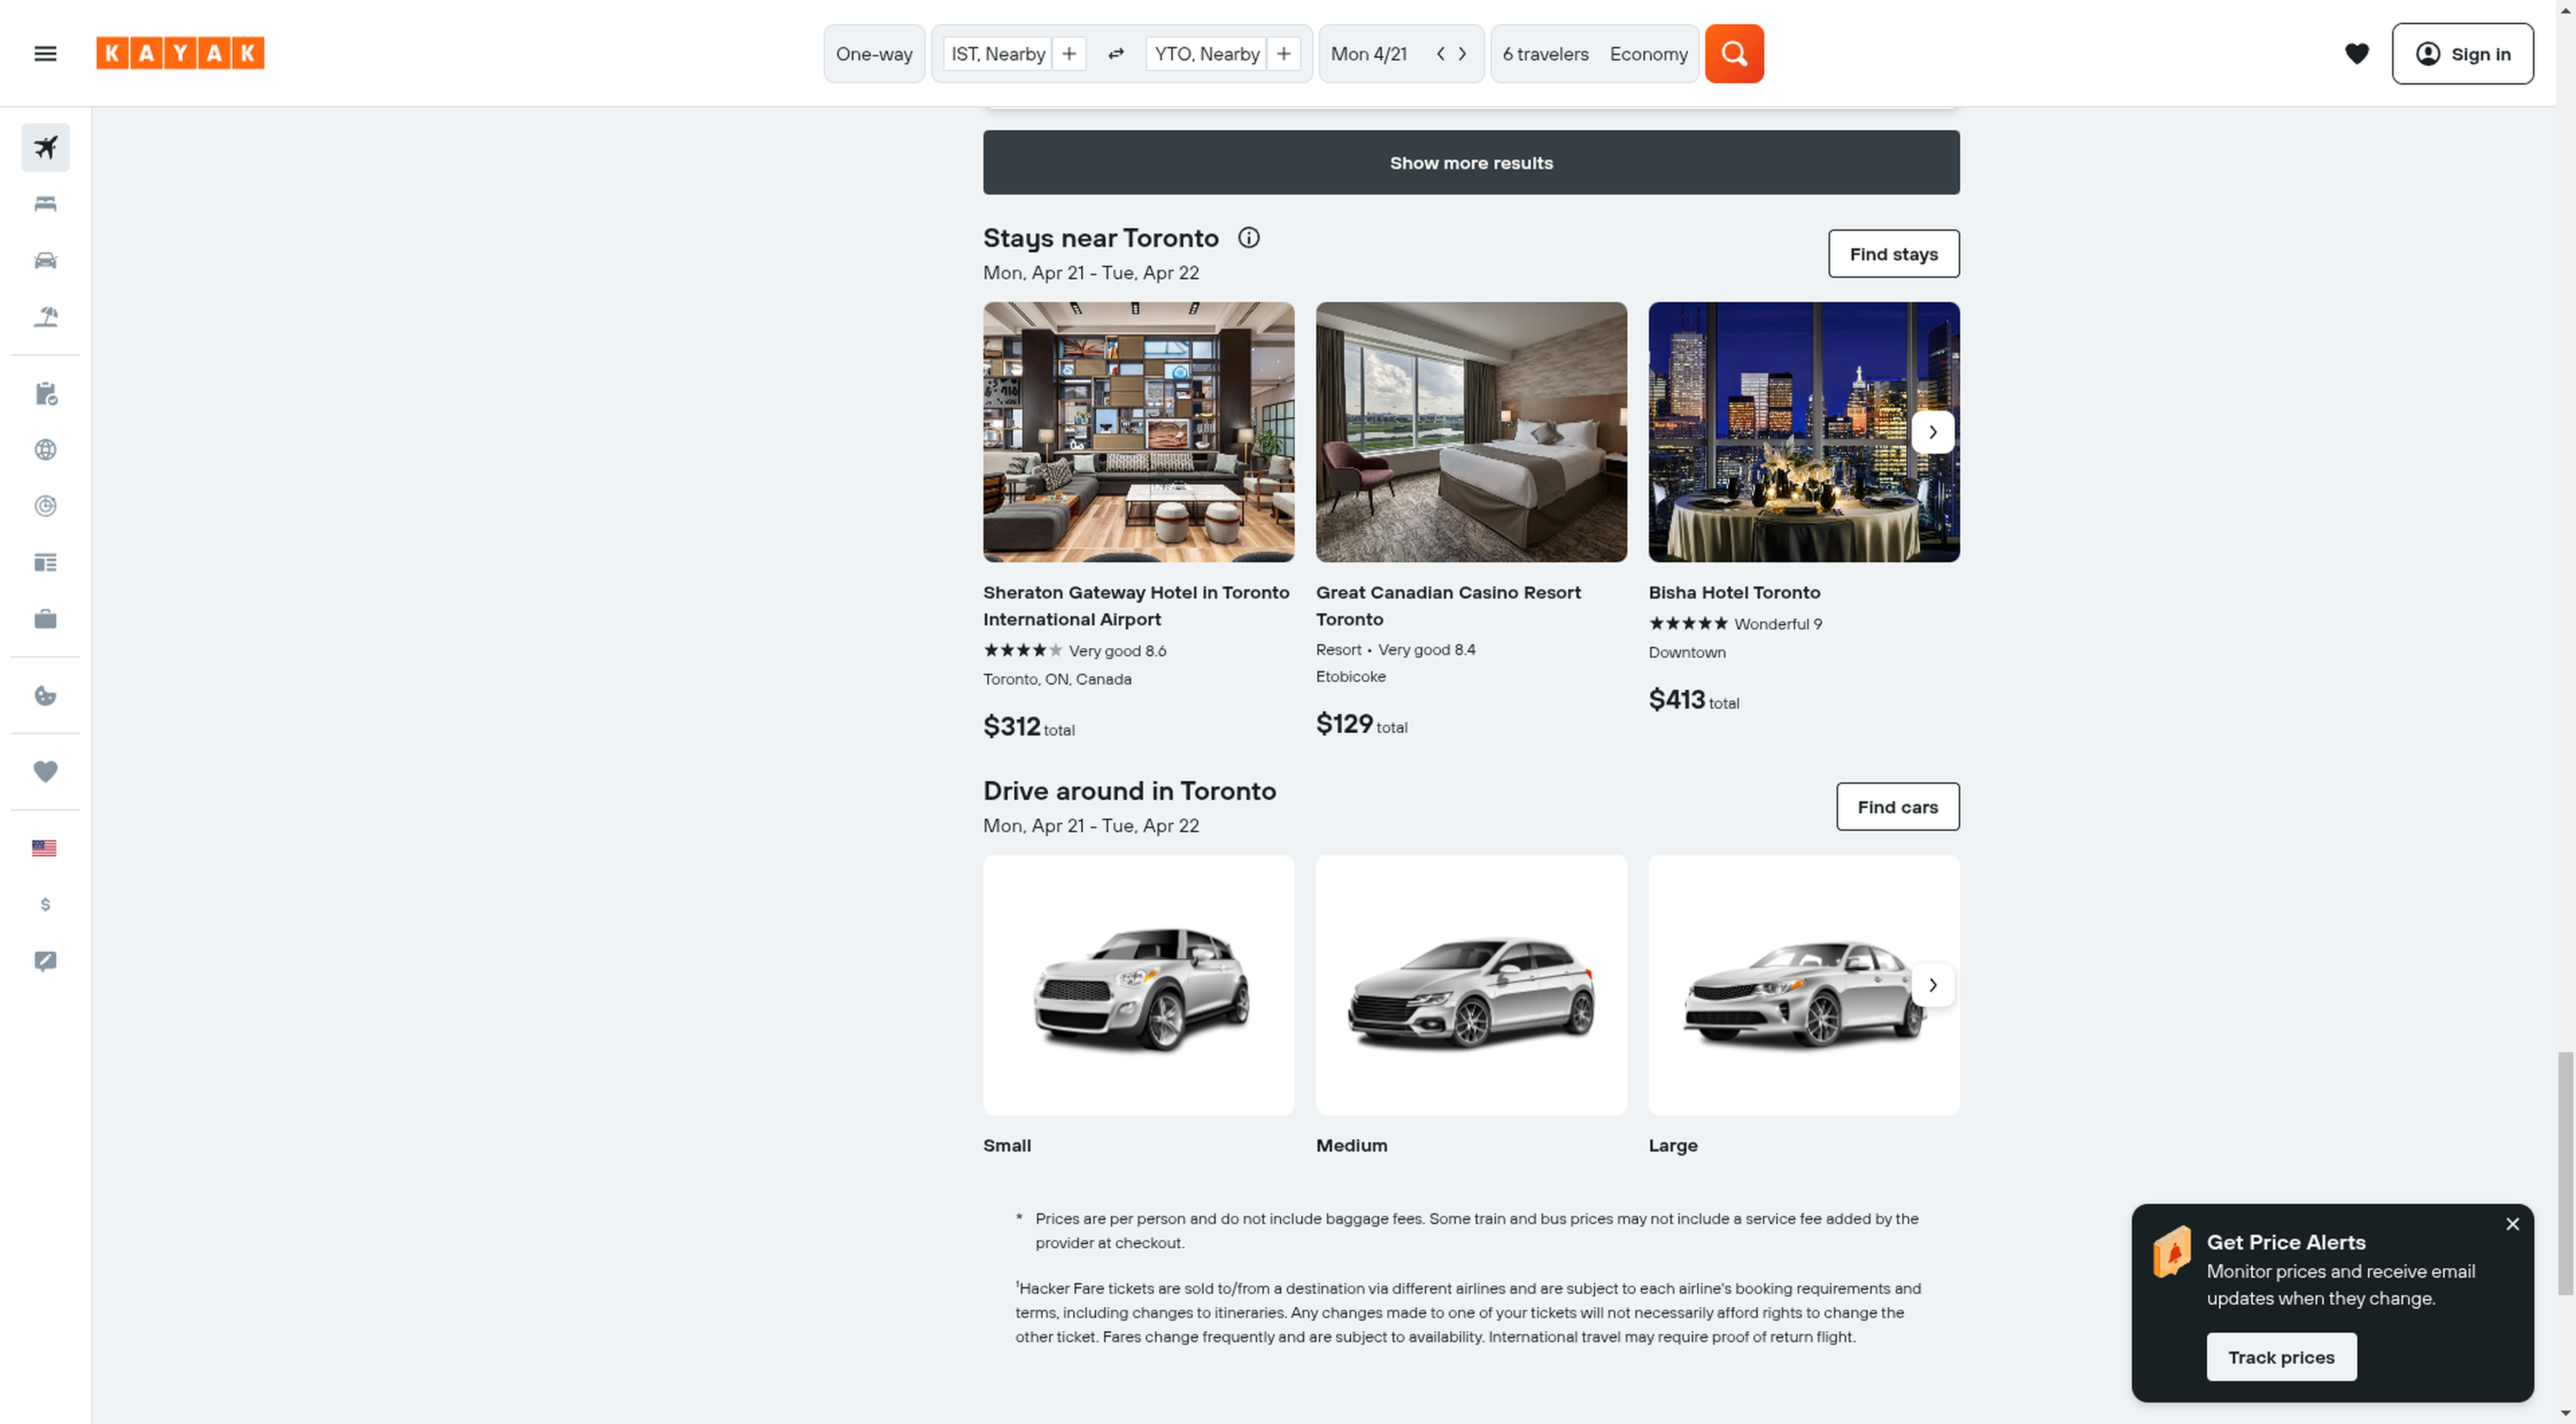 KAYAK
One-way
IST, Nearby
YTO, Nearby
Mon 4/21
6 travelers
Economy
Sign in
Show more results
Stays near Toronto
Mon, Apr 21 - Tue, Apr 22
Find stays
Sheraton Gateway Hotel in Toronto
International Airport
Very good 8.6
Toronto, ON, Canada
$312 total
Great Canadian Casino Resort
Toronto
Resort • Very good 8.4
Etobicoke
$129 total
Bisha Hotel Toronto
Wonderful 9
Downtown
$413 total
Drive around in Toronto
Mon, Apr 21 - Tue, Apr 22
Find cars
Small
Medium
Large
* Prices are per person and do not include baggage fees. Some train and bus prices may not include a service fee added by the
provider at checkout.
¹Hacker Fare tickets are sold to/from a destination via different airlines and are subject to each airline's booking requirements and
terms, including changes to itineraries. Any changes made to one of your tickets will not necessarily afford rights to change the
other ticket. Fares change frequently and are subject to availability. International travel may require proof of return flight.
Get Price Alerts
Monitor prices and receive email
updates when they change.
Track prices
$